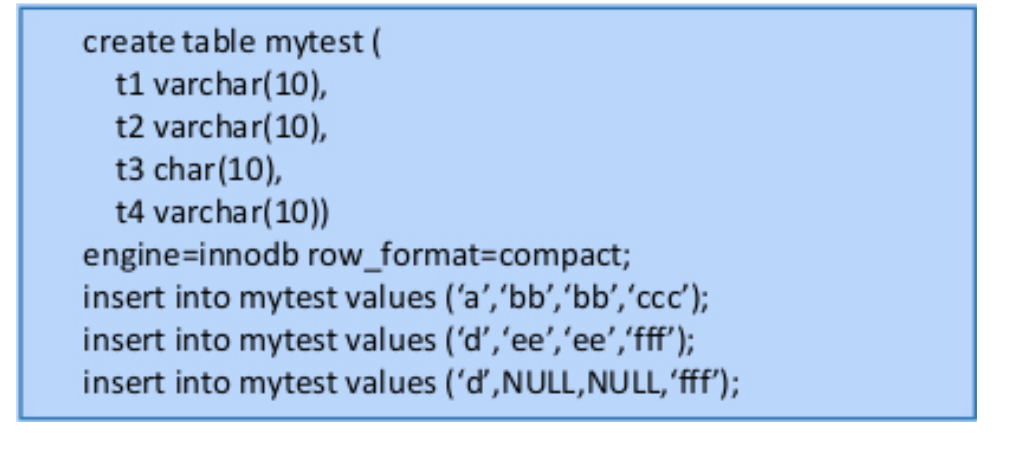 create table mytest (
t1 varchar(10),
t2 varchar(10),
t3 char(10),
t4 varchar(10))
engine=innodb row_format=compact;
insert into mytest values (‘a’,‘bb’,‘bb’,‘ccc’);
insert into mytest values (‘d’,‘ee’,‘ee’,‘fff’);
insert into mytest values (‘d’,NULL,NULL,‘fff’);